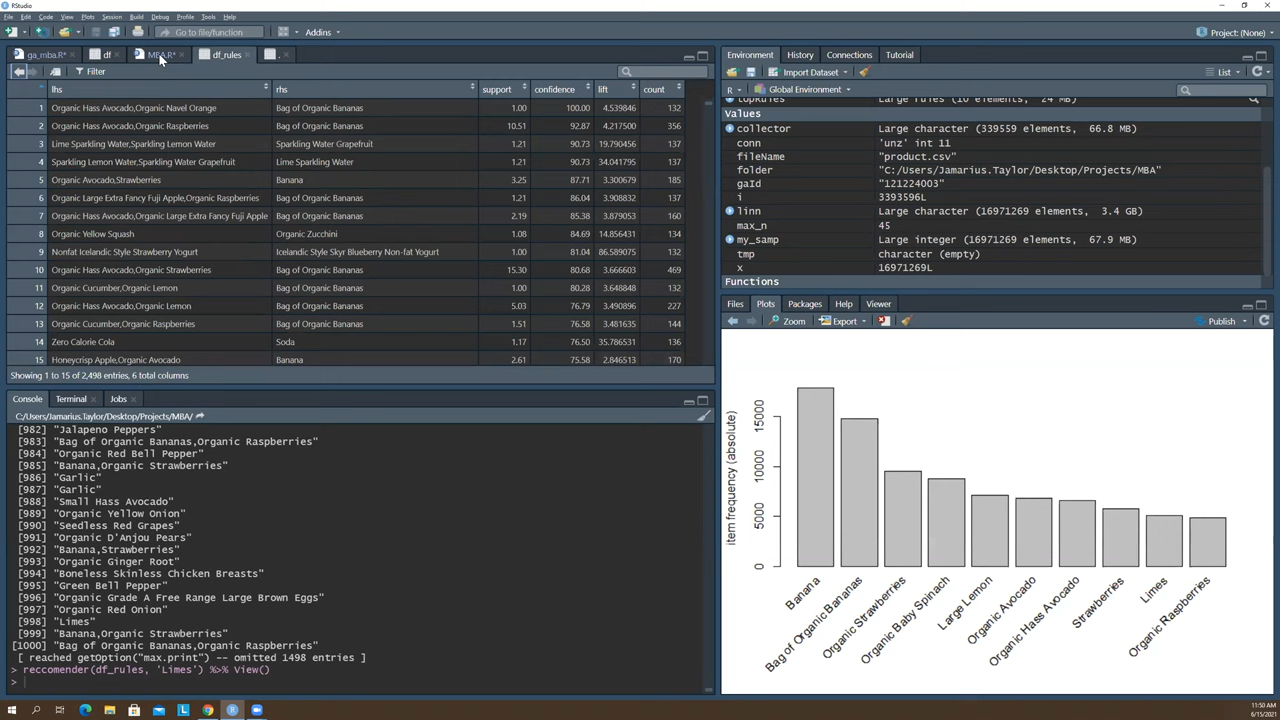 RStudio
File Edit Code View Plots Session Build Debug Profile Tools Help
Go to file/function Addins Project: (None)
ga_mba.R* df MBA.R* df_rules .
Filter
lhs rhs support confidence lift count
1 Organic Hass Avocado,Organic Navel Orange Bag of Organic Bananas 1.00 100.00 4.539846 132
2 Organic Hass Avocado,Organic Raspberries Bag of Organic Bananas 10.51 92.87 4.217500 356
3 Lime Sparkling Water,Sparkling Lemon Water Sparkling Water Grapefruit 1.21 90.73 19.790456 137
4 Sparkling Lemon Water,Sparkling Water Grapefruit Lime Sparkling Water 1.21 90.73 34.041795 137
5 Organic Avocado,Strawberries Banana 3.25 87.71 3.300679 185
6 Organic Large Extra Fancy Fuji Apple,Organic Raspberries Bag of Organic Bananas 1.21 86.04 3.908832 137
7 Organic Hass Avocado,Organic Large Extra Fancy Fuji Apple Bag of Organic Bananas 2.19 85.38 3.879053 160
8 Organic Yellow Squash Organic Zucchini 1.08 84.69 14.856431 134
9 Nonfat Icelandic Style Strawberry Yogurt Icelandic Style Skyr Blueberry Non-fat Yogurt 1.00 81.04 86.589075 132
10 Organic Hass Avocado,Organic Strawberries Bag of Organic Bananas 15.30 80.68 3.666603 469
11 Organic Cucumber,Organic Lemon Bag of Organic Bananas 1.00 80.28 3.648848 132
12 Organic Hass Avocado,Organic Lemon Bag of Organic Bananas 5.03 76.79 3.490896 227
13 Organic Cucumber,Organic Raspberries Bag of Organic Bananas 1.51 76.58 3.481635 144
14 Zero Calorie Cola Soda 1.17 76.50 35.786531 136
15 Honeycrisp Apple,Organic Avocado Banana 2.61 75.58 2.846513 170
Showing 1 to 15 of 2,498 entries, 6 total columns
Console Terminal Jobs
C:/Users/Jamarius.Taylor/Desktop/Projects/MBA/
[982] "Jalapeno Peppers"
[983] "Bag of Organic Bananas,Organic Raspberries"
[984] "Organic Red Bell Pepper"
[985] "Banana,Organic Strawberries"
[986] "Garlic"
[987] "Garlic"
[988] "Small Hass Avocado"
[989] "Organic Yellow Onion"
[990] "Seedless Red Grapes"
[991] "Organic D'Anjou Pears"
[992] "Banana,Strawberries"
[993] "Organic Ginger Root"
[994] "Boneless Skinless Chicken Breasts"
[995] "Green Bell Pepper"
[996] "Organic Grade A Free Range Large Brown Eggs"
[997] "Organic Red Onion"
[998] "Limes"
[999] "Banana,Organic Strawberries"
[1000] "Bag of Organic Bananas,Organic Raspberries"
[ reached getOption("max.print") -- omitted 1498 entries ]
> reccomender(df_rules, 'Limes') %>% View()
>
Environment History Connections Tutorial
Import Dataset List
R Global Environment
topRules Large rules (10 elements, 24 MB)
Values
collector Large character (339559 elements, 66.8 MB)
conn 'unz' int 11
fileName "product.csv"
folder "C:/Users/Jamarius.Taylor/Desktop/Projects/MBA"
gaId "121224003"
i 3393596L
linn Large character (16971269 elements, 3.4 GB)
max_n 45
my_samp Large integer (16971269 elements, 67.9 MB)
tmp character (empty)
x 16971269L
Functions
Files Plots Packages Help Viewer
Zoom Export Publish
item frequency (absolute)
15000
10000
5000
0
Banana
Bag of Organic Bananas
Organic Strawberries
Organic Baby Spinach
Large Lemon
Organic Avocado
Organic Hass Avocado
Strawberries
Limes
Organic Raspberries
11:50 AM
6/15/2021